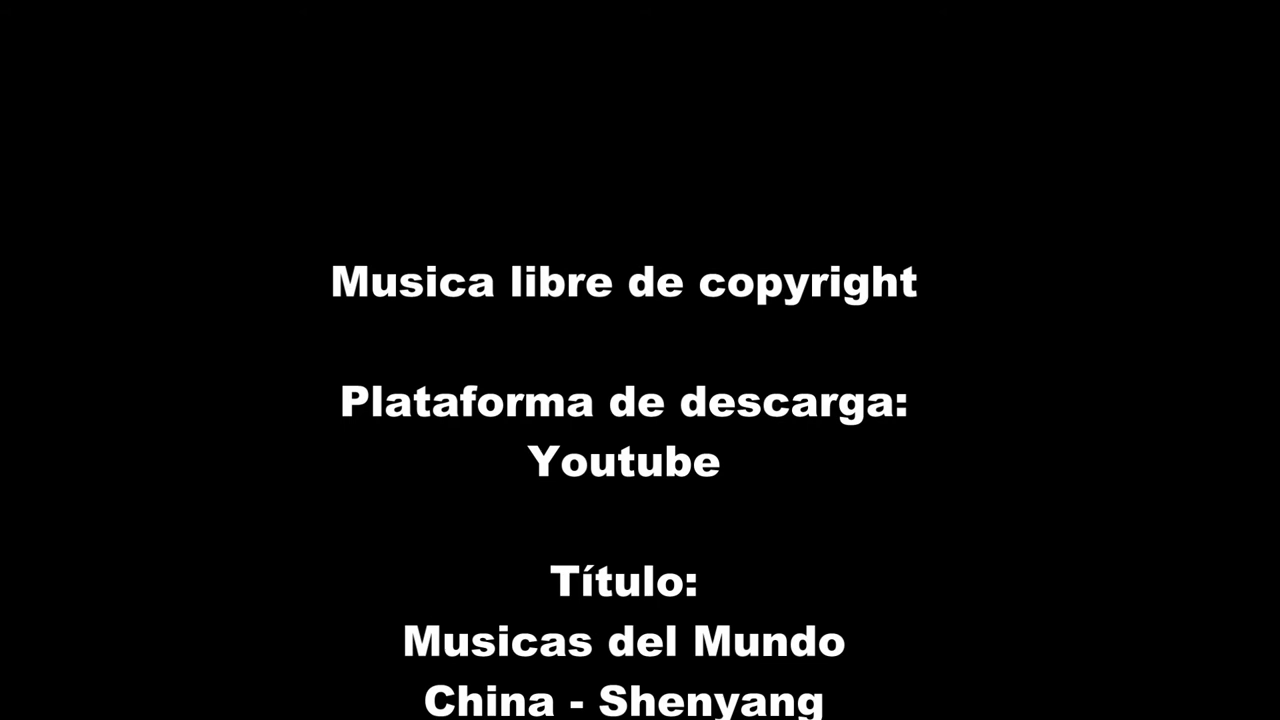 Musica libre de copyright
Plataforma de descarga:
Youtube
Título:
Musicas del Mundo
China - Shenyang